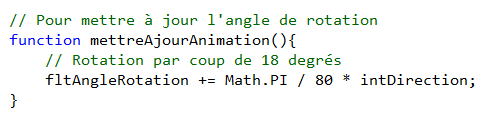 // Pour mettre à jour l'angle de rotation
function mettreAjourAnimation(){
    // Rotation par coup de 18 degrés
    fltAngleRotation += Math.PI / 80 * intDirection;
}